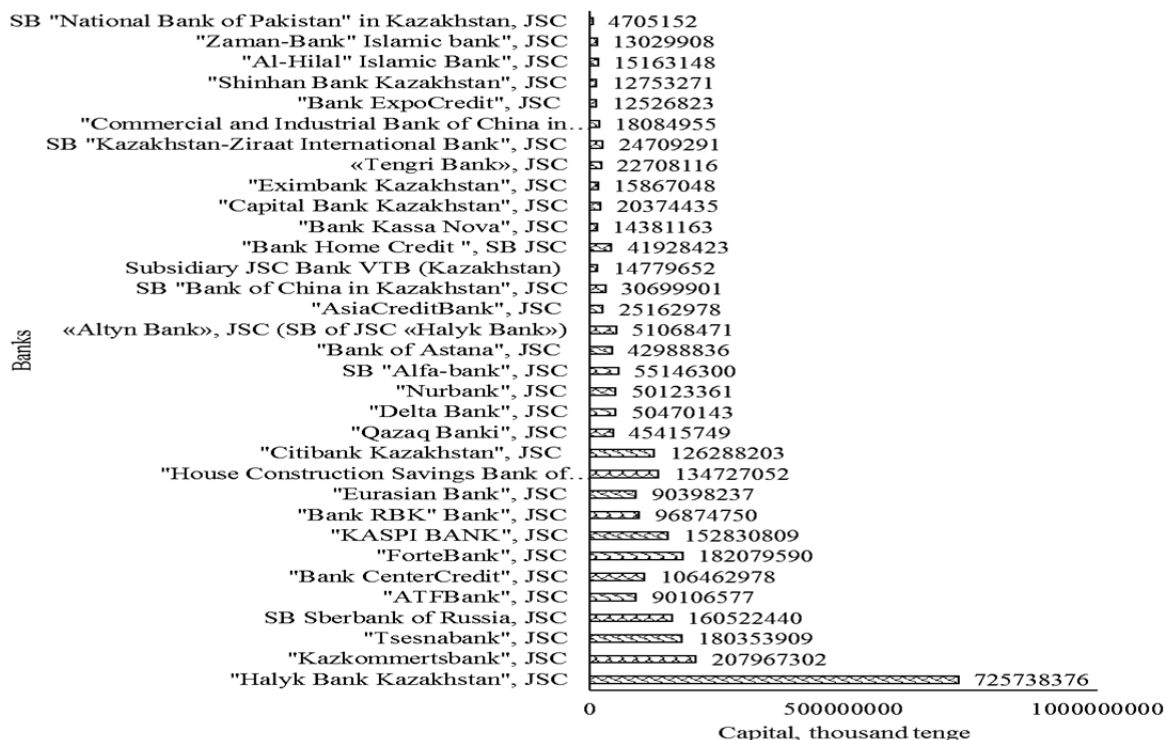 SB "National Bank of Pakistan" in Kazakhstan, JSC 4705152
"Zaman-Bank" Islamic bank", JSC 13029908
"Al-Hilal" Islamic Bank", JSC 15163148
"Shinhan Bank Kazakhstan", JSC 12753271
"Bank ExpoCredit", JSC 12526823
"Commercial and Industrial Bank of China in... 18084955
SB "Kazakhstan-Ziraat International Bank", JSC 24709291
«Tengri Bank», JSC 22708116
"Eximbank Kazakhstan", JSC 15867048
"Capital Bank Kazakhstan", JSC 20374435
"Bank Kassa Nova", JSC 14381163
"Bank Home Credit ", SB JSC 41928423
Subsidiary JSC Bank VTB (Kazakhstan) 14779652
SB "Bank of China in Kazakhstan", JSC 30699901
"AsiaCreditBank", JSC 25162978
«Altyn Bank», JSC (SB of JSC «Halyk Bank») 51068471
"Bank of Astana", JSC 42988836
SB "Alfa-bank", JSC 55146300
"Nurbank", JSC 50123361
"Delta Bank", JSC 50470143
"Qazaq Banki", JSC 45415749
"Citibank Kazakhstan", JSC 126288203
"House Construction Savings Bank of... 134727052
"Eurasian Bank", JSC 90398237
"Bank RBK" Bank", JSC 96874750
"KASPI BANK", JSC 152830809
"ForteBank", JSC 182079590
"Bank CenterCredit", JSC 106462978
"ATFBank", JSC 90106577
SB Sberbank of Russia, JSC 160522440
"Tsesnabank", JSC 180353909
"Kazkommertsbank", JSC 207967302
"Halyk Bank Kazakhstan", JSC 725738376
Banks
0 500000000 1000000000
Capital, thousand tenge